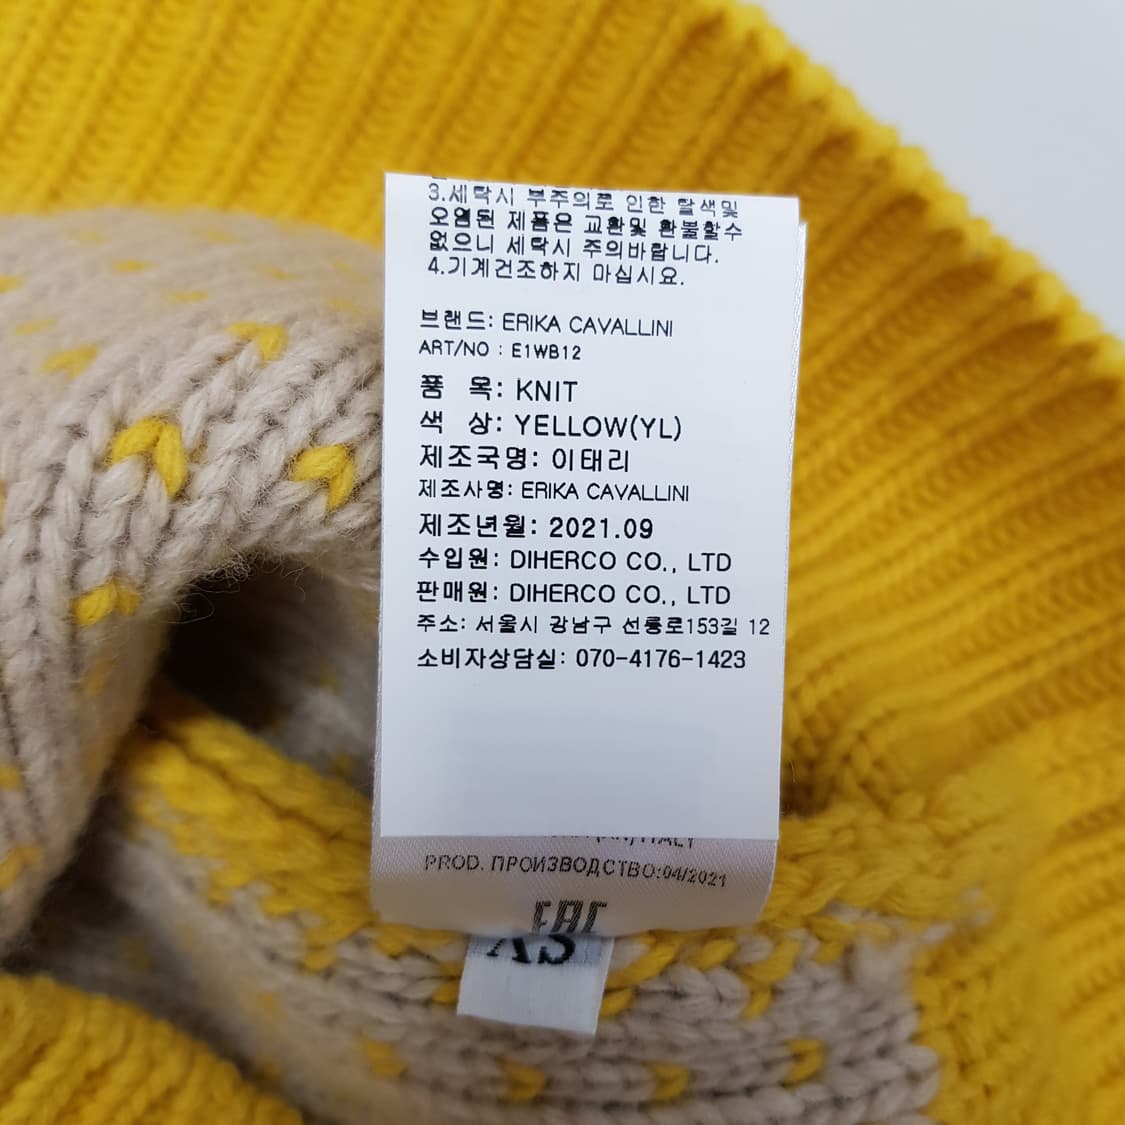 3.세탁시 부주의로 인한 탈색및
오염된 제품은 교환및 환불할수
없으니 세탁시 주의바랍니다.
4.기계건조하지 마십시요.
브랜드: ERIKA CAVALLINI
ART/NO : E1WB12
품 목: KNIT
색 상: YELLOW(YL)
제조국명: 이태리
제조사명: ERIKA CAVALLINI
제조년월: 2021.09
수입원: DIHERCO CO., LTD
판매원: DIHERCO CO., LTD
주소: 서울시 강남구 선릉로153길 12
소비자상담실: 070-4176-1423
ITALY
PROD. ПРОИЗВОДСТВО:04/2021
EAC
XS